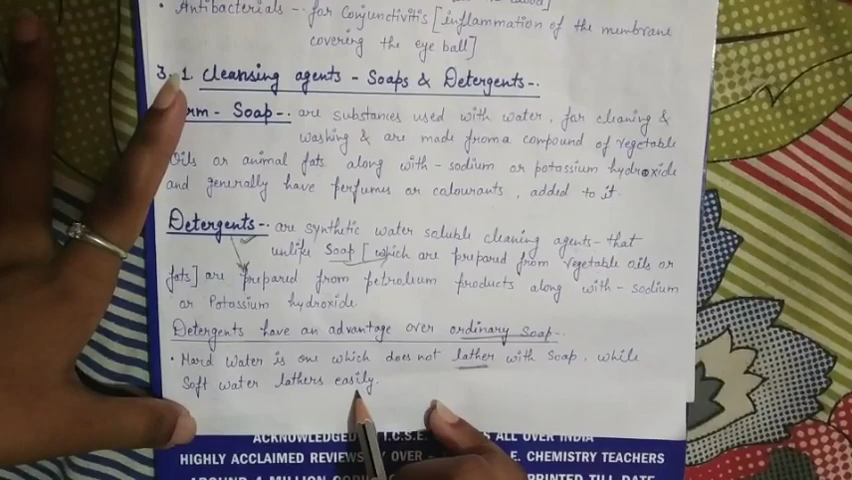 • Antibacterials -. for Conjunctivitis [inflammation of the membrane
covering the eye ball]
3. 1. Cleansing agents - Soaps & Detergents -.
Soap -. are substances used with water, for cleaning &
washing & are made from a compound of vegetable
Oils or animal fats along with - sodium or potassium hydroxide
and generally have perfumes or colourants, added to it.
Detergents -. are synthetic water soluble cleaning agents - that
unlike Soap [which are prepared from vegetable oils or
fats] are prepared from petroleum products along with - sodium
or Potassium hydroxide
Detergents have an advantage over ordinary Soap -.
• Hard Water is one which does not lather with Soap, while
Soft water lathers easily.
ACKNOWLEDGED I.C.S.E. ALL OVER INDIA
HIGHLY ACCLAIMED REVIEWS BY OVER - E. CHEMISTRY TEACHERS
AROUND 4 MILLION PRINTED TILL DATE